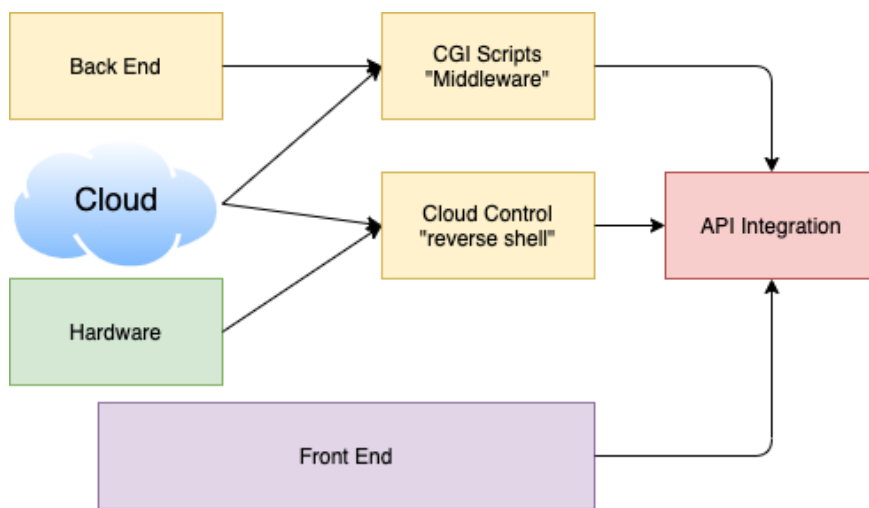 Back End
CGI Scripts
"Middleware"
Cloud
Cloud Control
"reverse shell"
API Integration
Hardware
Front End